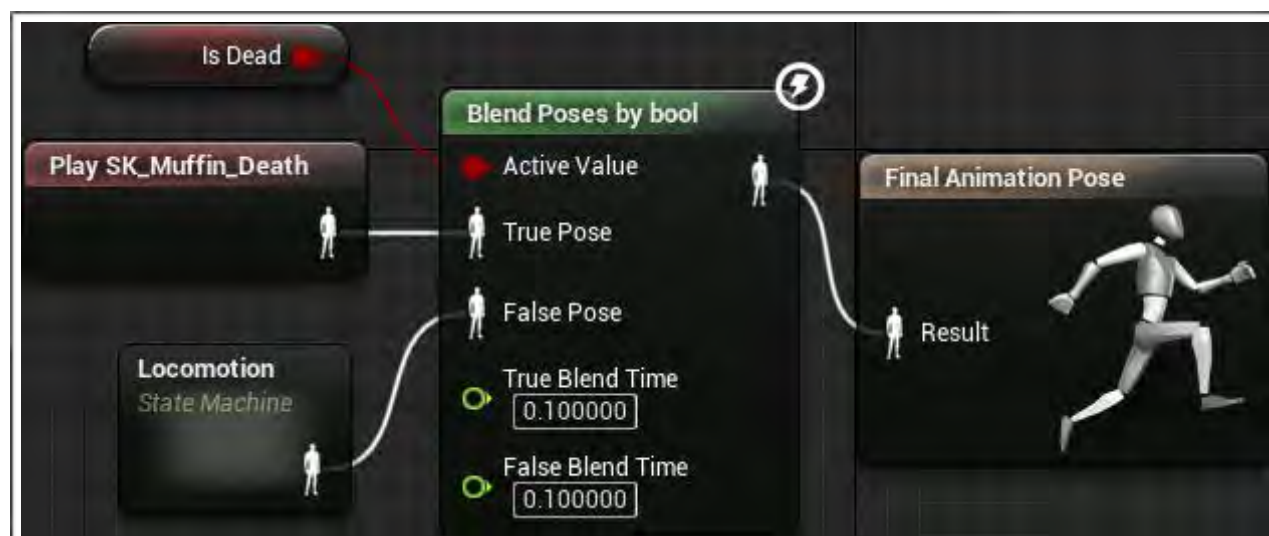 Is Dead
Play SK_Muffin_Death
Locomotion
State Machine
Blend Poses by bool
Active Value
True Pose
False Pose
True Blend Time
0.100000
False Blend Time
0.100000
Final Animation Pose
Result